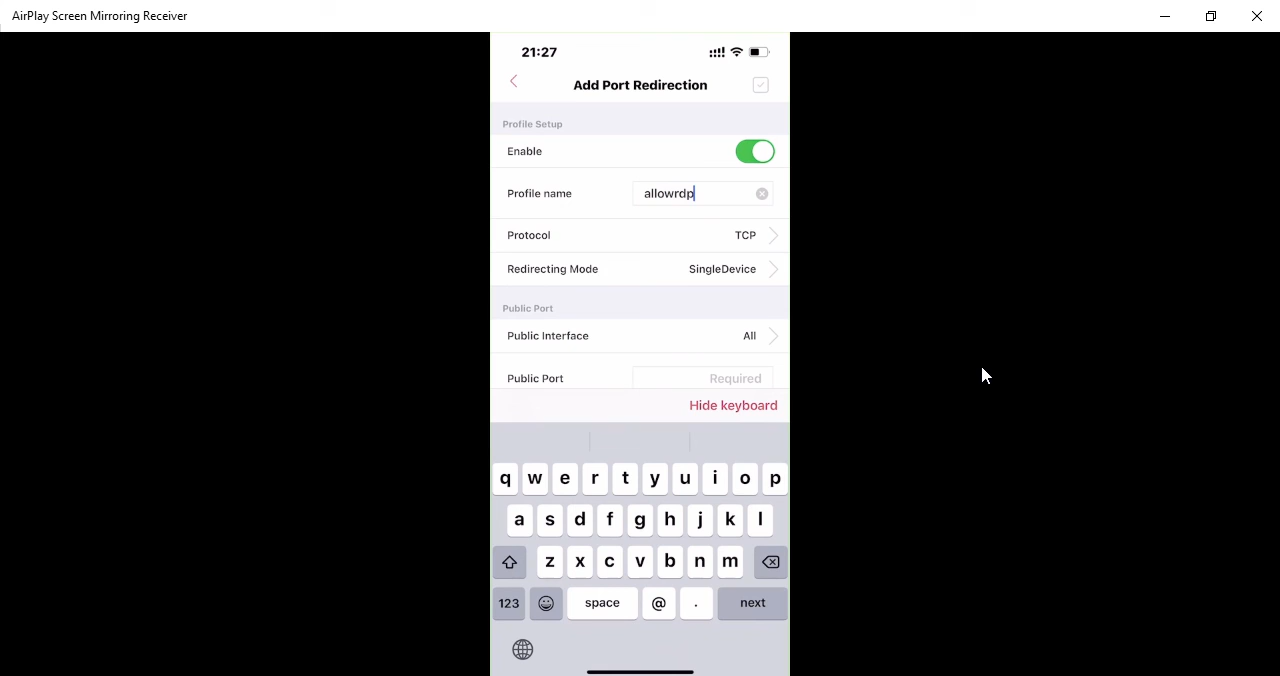 AirPlay Screen Mirroring Receiver
21:27
Add Port Redirection
Profile Setup
Enable
Profile name allowrdp
Protocol TCP
Redirecting Mode SingleDevice
Public Port
Public Interface All
Public Port Required
Hide keyboard
q w e r t y u i o p
a s d f g h j k l
z x c v b n m
123 space @ . next